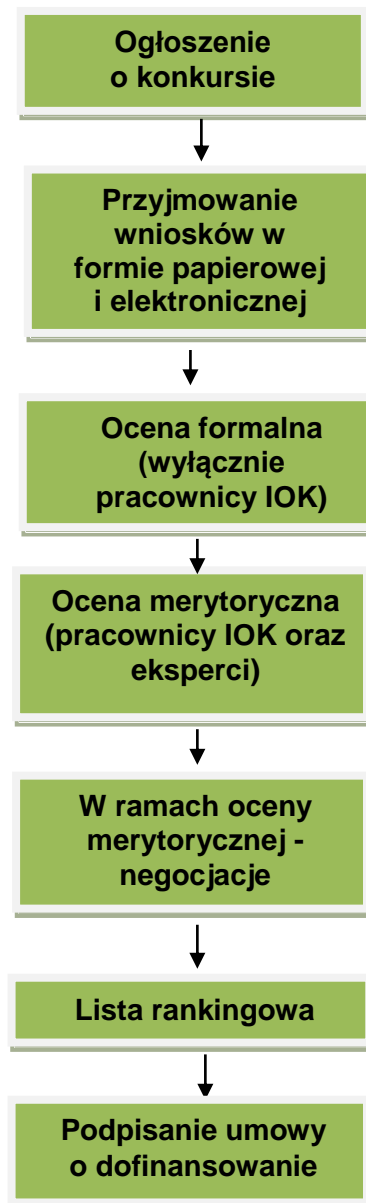 Ogłoszenie
o konkursie
Przyjmowanie
wniosków w
formie papierowej
i elektronicznej
Ocena formalna
(wyłącznie
pracownicy IOK)
Ocena merytoryczna
(pracownicy IOK oraz
eksperci)
W ramach oceny
merytorycznej -
negocjacje
Lista rankingowa
Podpisanie umowy
o dofinansowanie